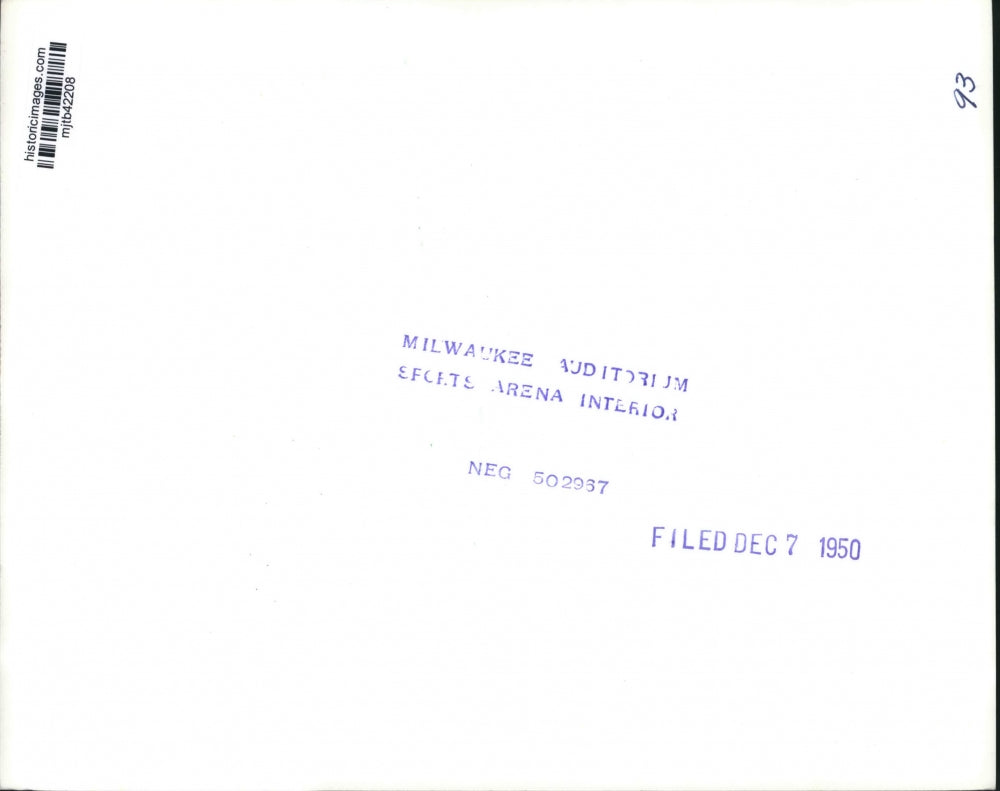 historicimages.com
mjtb42208
93
MILWAUKEE AUDITORIUM
SPORTS ARENA INTERIOR
NEG 502967
FILED DEC 7 1950